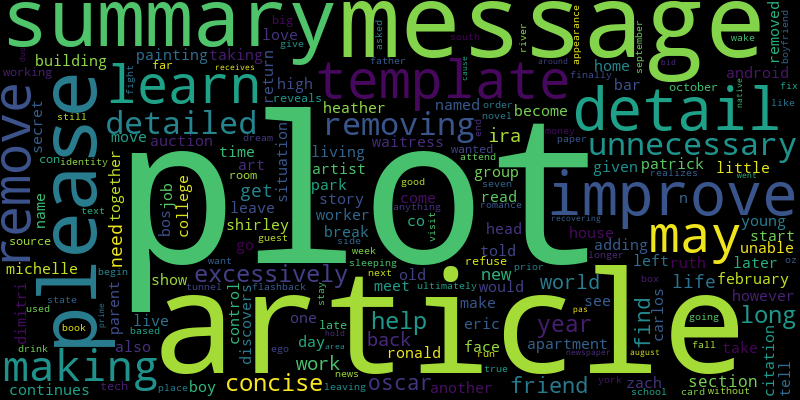 summary message
big
love
give
asked
south
river
appearance
september
wake
removed
boyfriend
working
building
painting taking
far
receives
return
high
reveals
fight
father
cause
around
finally
home
bar
android
bid
october
fix
like
native
learn
template
detail
remove
please
secret
still
con
identity
detailed
move
auction
dream
heather
removing
named
order
novel
end
become
waitress
wanted
money
paper
ira
attend
unnecessary
plot
time
situation
living
artist
park
group
seven
given
patrick
realizes
little
went
name
text
source
together
need
job
boss
college
art
room
get
story
worker
break
good
come
anything
visit
co
read
romance
recovering
improve
n
young
start
leave
shirley
guest
go
side
week
head
told
house
adding
may
unable
michelle
begin
show
want
tunnel
excessively
flashback
sleeping
next
stay
old
meet
refuse
ultimately
prior
new
would
world
left
ruth
longer
later
oz
dimitri
used
book
state
parent
prime
live
based
article
control
discovers
one
late
hold
day
area
help
make
see
life
february
box
however
going
long
year
find
carlos
drink
also
ego
news
eric
face
run
apartment
newspaper
pas
august
fall
take
citation
making
work
back
ronald
true
zach
section
tell
continues
tech
place
boy
concise
leaving
oscar
another
friend
york
school
card
without